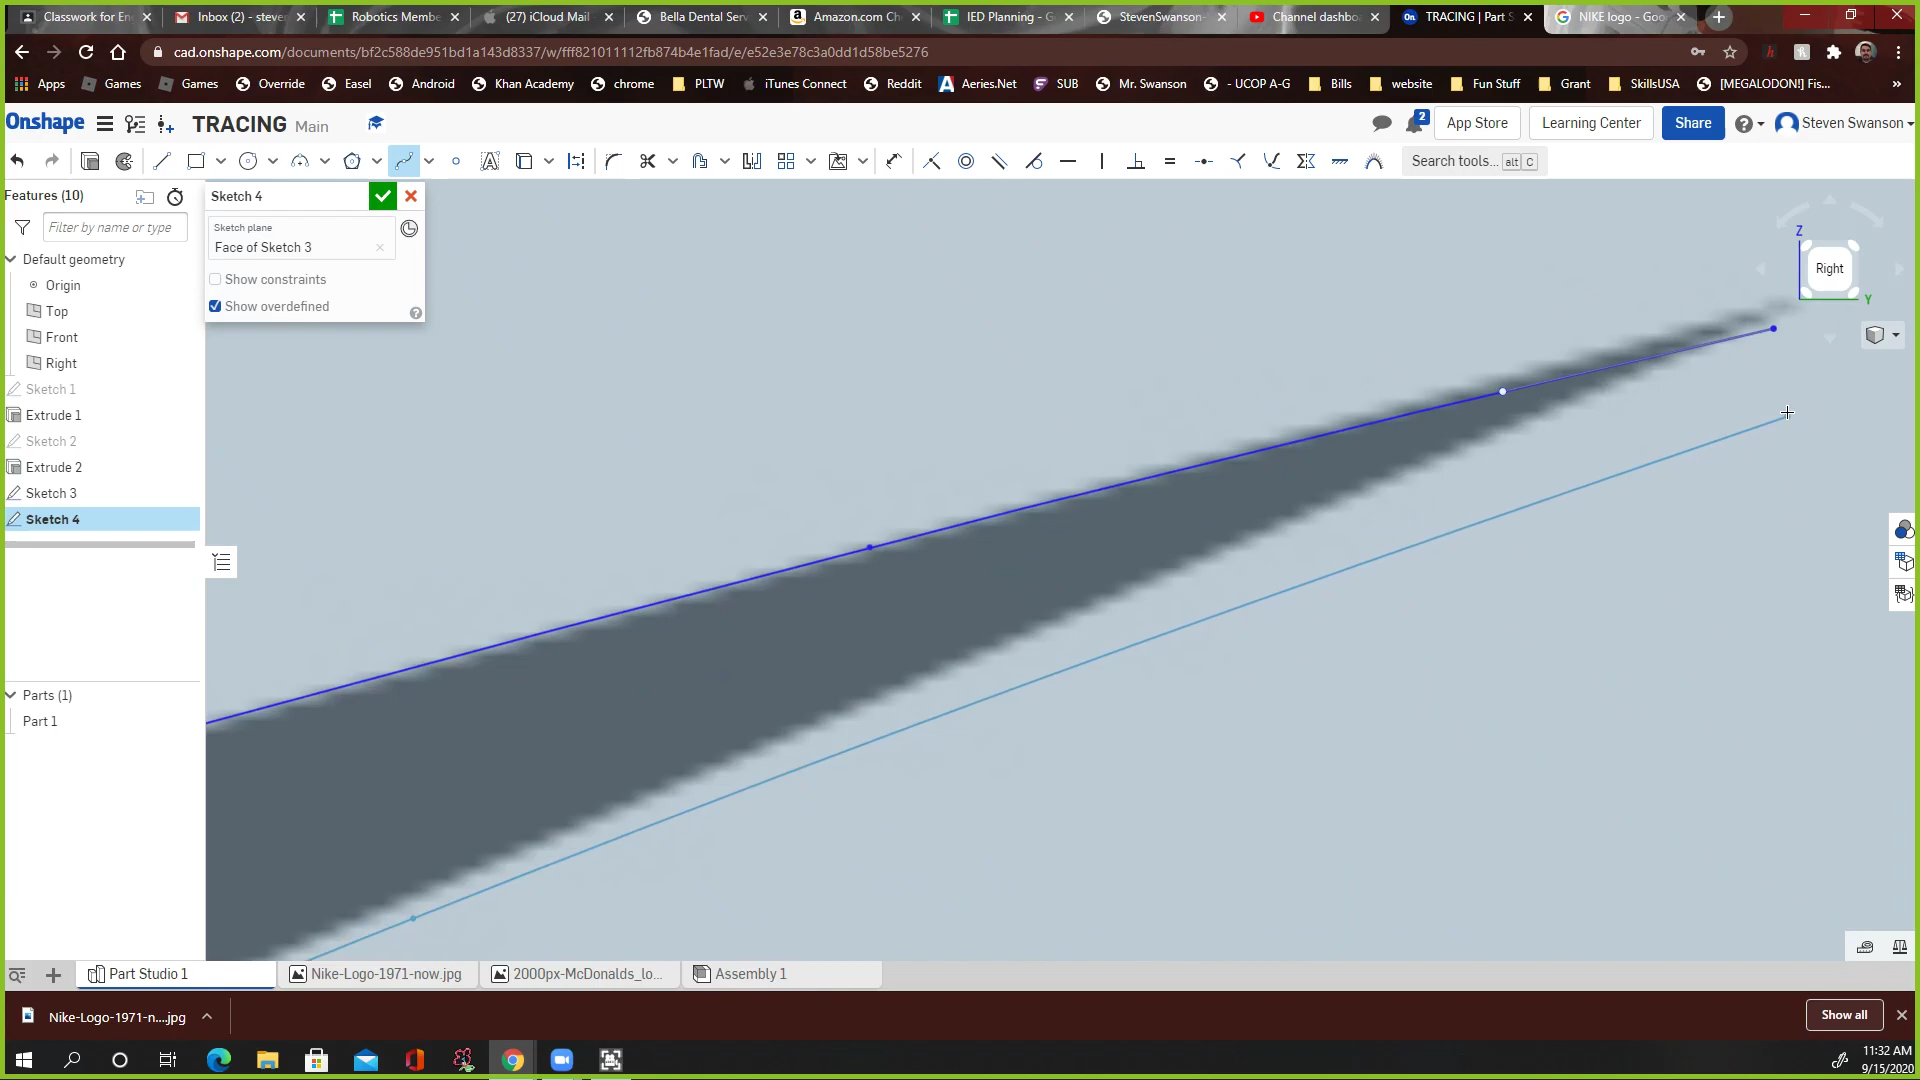 Classwork for En
Inbox (2) - steven
Robotics Membe
(27) iCloud Mail
Bella Dental Serv
Amazon.com Ch
IED Planning - G
StevenSwanson-
Channel dashbo
TRACING | Part S
NIKE logo - Goo
cad.onshape.com/documents/bf2c588de951bd1a143d8337/w/fff821011112fb874b4e1fad/e/e52e3e78c3a0dd1d58be5276
Apps
Games
Games
Override
Easel
Android
Khan Academy
chrome
PLTW
iTunes Connect
Reddit
Aeries.Net
SUB
Mr. Swanson
- UCOP A-G
Bills
website
Fun Stuff
Grant
SkillsUSA
[MEGALODON!] Fis...
»
Onshape
TRACING Main
2
App Store
Learning Center
Share
Steven Swanson
Search tools... alt C
Features (10)
Filter by name or type
Default geometry
Origin
Top
Front
Right
Sketch 1
Extrude 1
Sketch 2
Extrude 2
Sketch 3
Sketch 4
Parts (1)
Part 1
Sketch 4
Sketch plane
Face of Sketch 3
Show constraints
Show overdefined
Z
Right
Y
Part Studio 1
Nike-Logo-1971-now.jpg
2000px-McDonalds_lo...
Assembly 1
Nike-Logo-1971-n....jpg
Show all
11:32 AM
9/15/2020